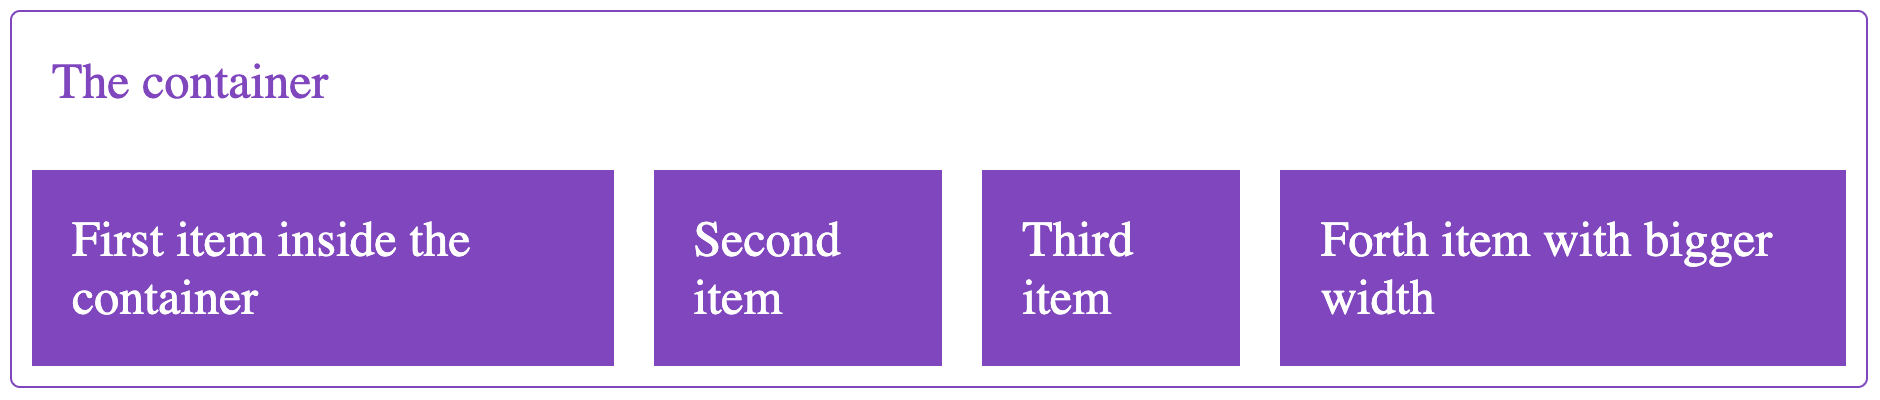 The container
First item inside the
container
Second
item
Third
item
Forth item with bigger
width